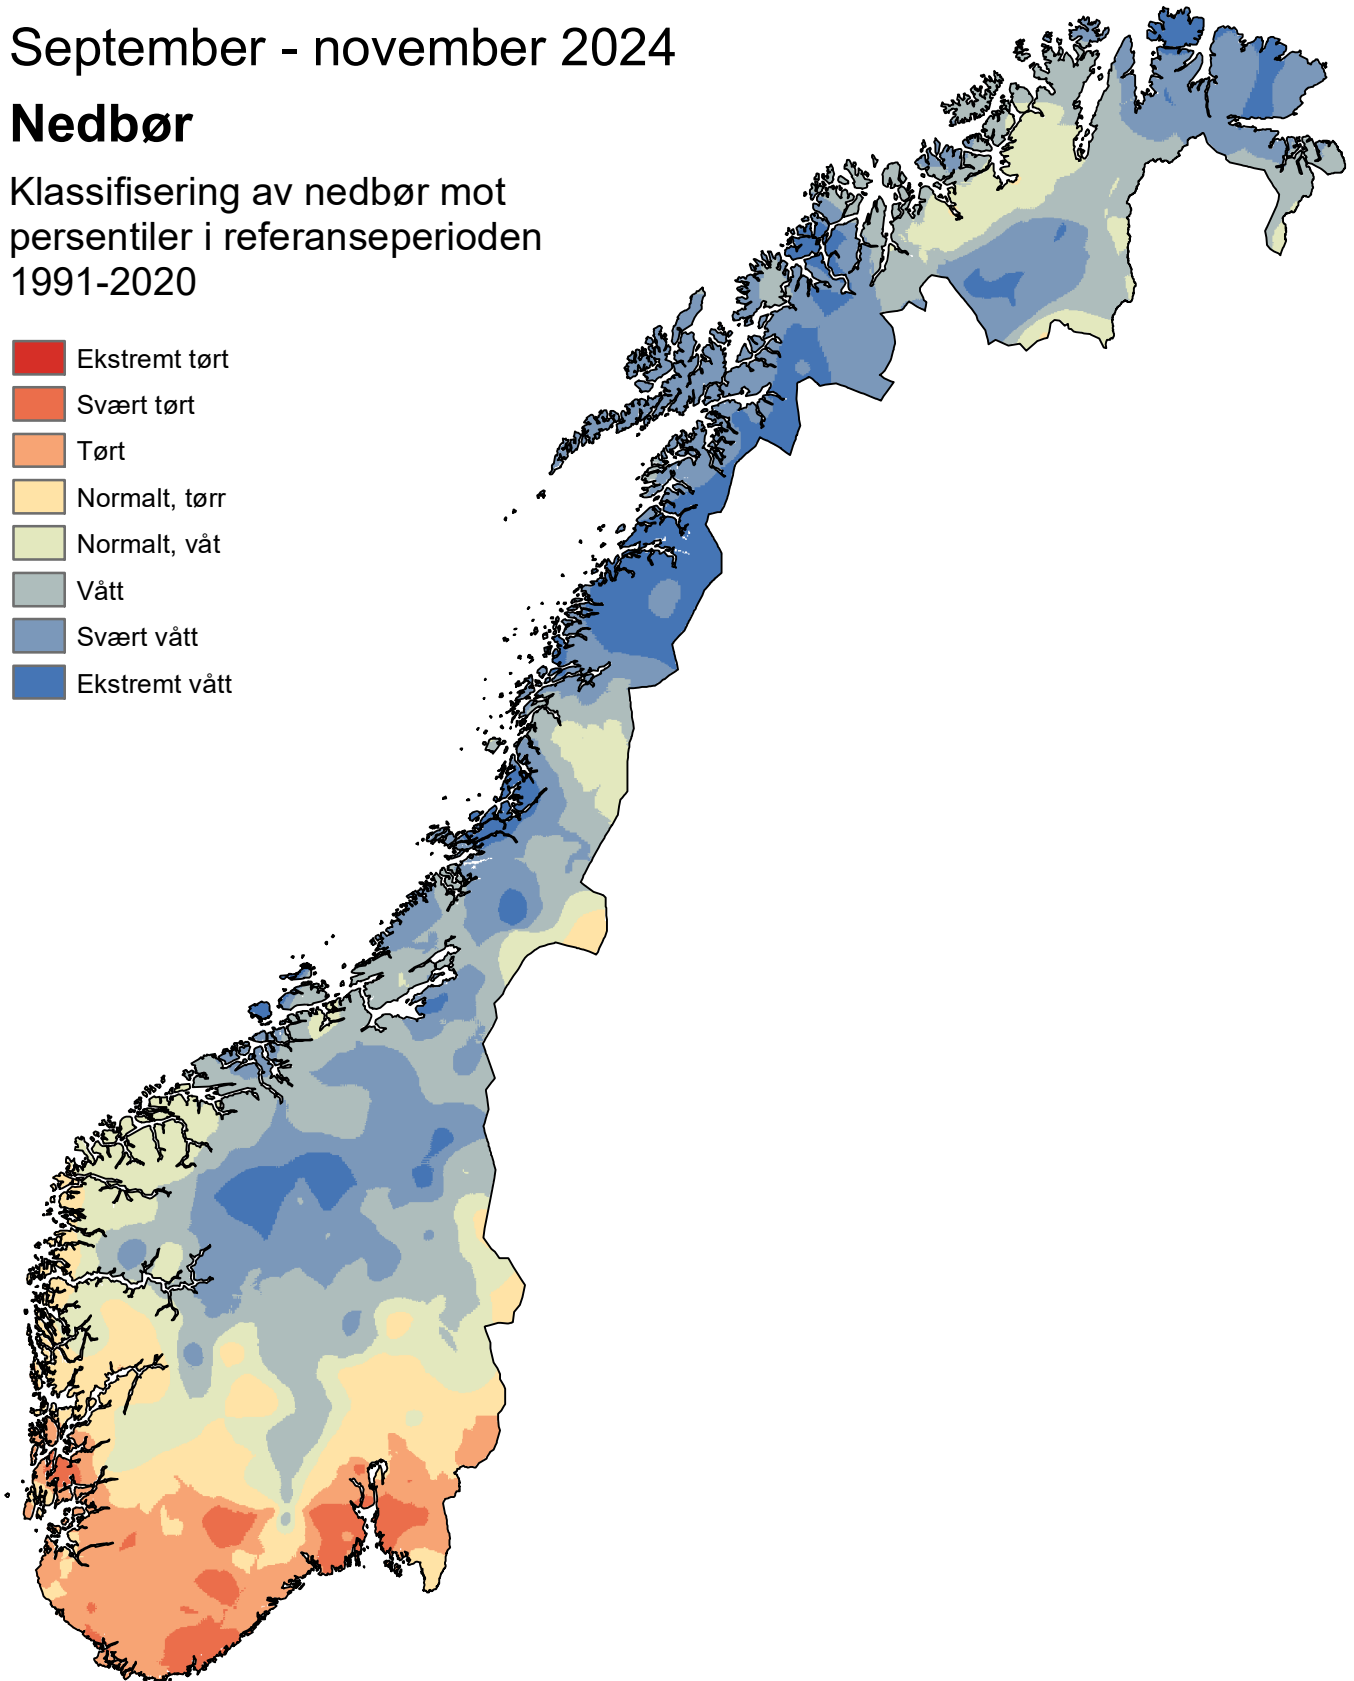 September - november 2024
Nedbør
Klassifisering av nedbør mot
persentiler i referanseperioden
1991-2020
Ekstremt tørt
Svært tørt
Tørt
Normalt, tørr
Normalt, våt
Vått
Svært vått
Ekstremt vått